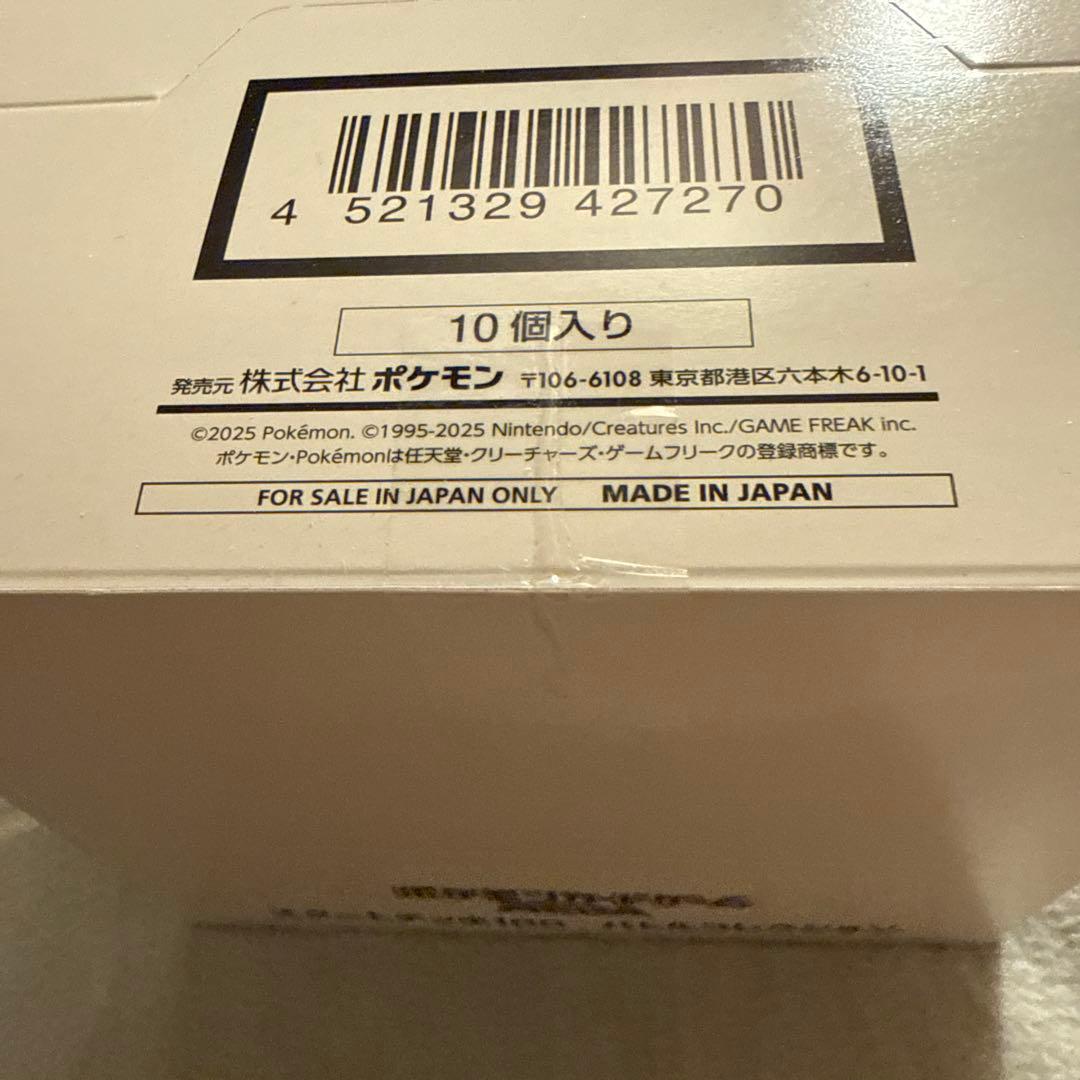 4 521329 427270
10個入り
発売元 株式会社 ポケモン 〒106-6108 東京都港区六本木6-10-1
©2025 Pokémon. ©1995-2025 Nintendo/Creatures Inc./GAME FREAK inc.
ポケモン・Pokémonは任天堂・クリーチャーズ・ゲームフリークの登録商標です。
FOR SALE IN JAPAN ONLY MADE IN JAPAN